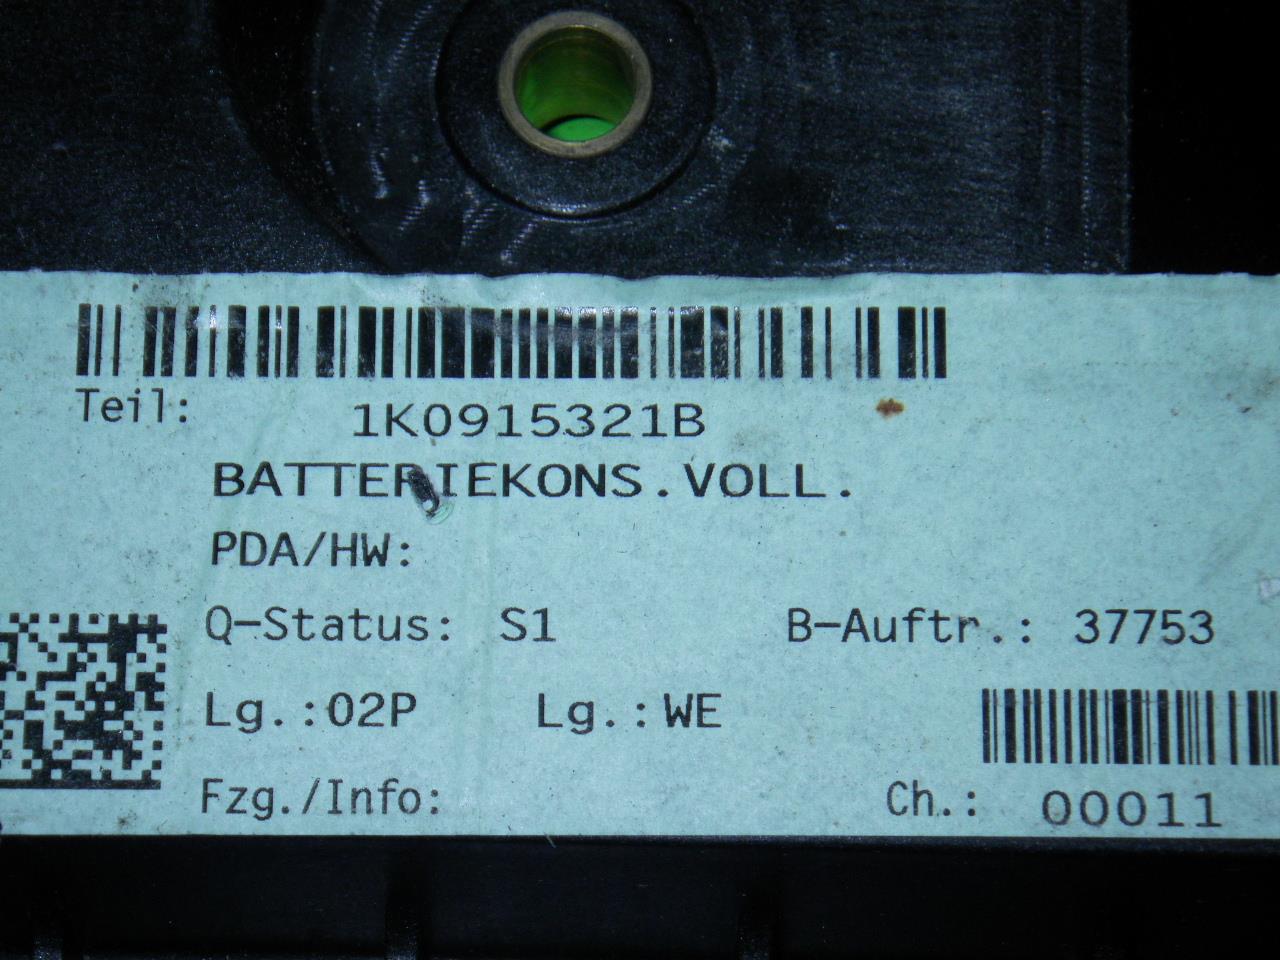 Teil: 1K0915321B
BATTERIEKONS.VOLL.
PDA/HW:
Q-Status: S1 B-Auftr.: 37753
Lg.:02P Lg.:WE
Fzg./Info: Ch.: 00011